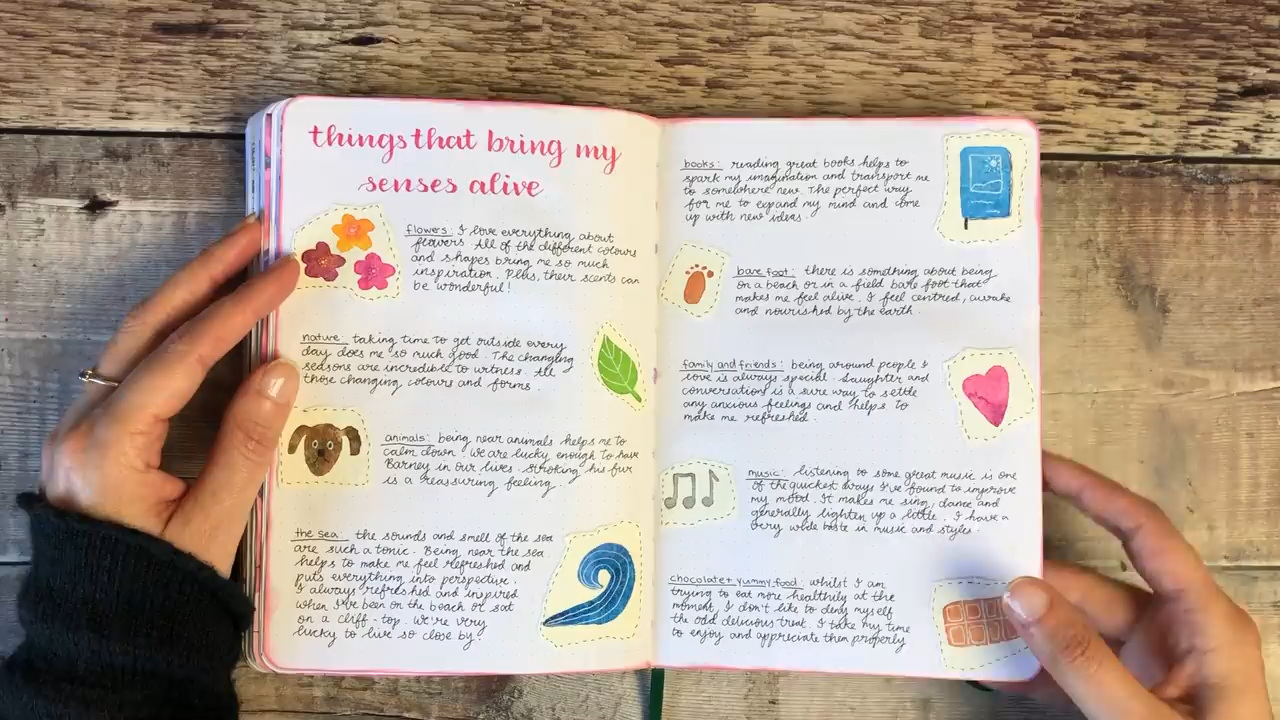 things that bring my
senses alive
flowers: I love everything about
flowers. All of the different colours
and shapes bring me so much
inspiration. Plus, their scents can
be wonderful!
nature: taking time to get outside every
day does me so much good. The changing
seasons are incredible to witness. All
those changing colours and forms.
animals: being near animals helps me to
calm down. We are lucky enough to have
Barney in our lives. Stroking his fur
is a reassuring feeling.
the sea: the sounds and smell of the sea
are such a tonic. Being near the sea
helps to make me feel refreshed and
puts everything into perspective.
I always refreshed and inspired
when I've been on the beach or sat
on a cliff-top. We're very
lucky to live so close by.
books: reading great books helps to
spark my imagination and transport me
to somewhere new. The perfect way
for me to expand my mind and come
up with new ideas.
bare foot: there is something about being
on a beach or in a field bare foot that
makes me feel alive. I feel centred, awake
and nourished by the earth.
family and friends: being around people I
love is always special. Laughter and
conversation is a sure way to settle
any anxious feelings and helps to
make me refreshed.
music: listening to some great music is one
of the quickest ways I've found to improve
my mood. It makes me sing, dance and
generally lighten up a little. I have a
very wide taste in music and styles.
chocolate + yummy food: whilst I am
trying to eat more healthily at the
moment, I don't like to deny myself
the odd delicious treat. I take my time
to enjoy and appreciate them properly